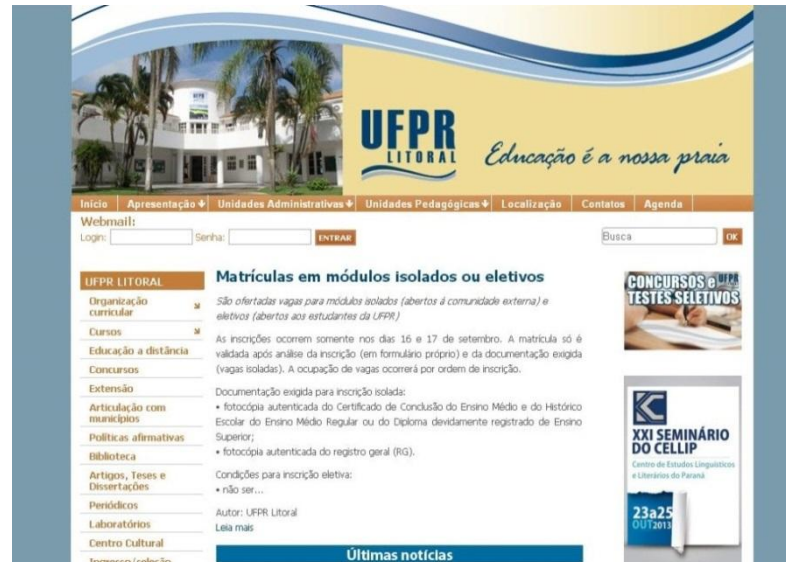 UFPR
LITORAL
Educação é a nossa praia
Início
Apresentação
Unidades Administrativas
Unidades Pedagógicas
Localização
Contatos
Agenda
Webmail:
Login:
Senha:
ENTRAR
Busca
OK
UFPR LITORAL
Organização
curricular
Cursos
Educação a distância
Concursos
Extensão
Articulação com
municípios
Políticas afirmativas
Biblioteca
Artigos, Teses e
Dissertações
Periódicos
Laboratórios
Centro Cultural
Ingresso/seleção
Matrículas em módulos isolados ou eletivos
São ofertadas vagas para módulos isolados (abertos à comunidade externa) e
eletivos (abertos aos estudantes da UFPR)
As inscrições ocorrem somente nos dias 16 e 17 de setembro. A matrícula só é
validada após análise da inscrição (em formulário próprio) e da documentação exigida
(vagas isoladas). A ocupação de vagas ocorrerá por ordem de inscrição.
Documentação exigida para inscrição isolada:
• fotocópia autenticada do Certificado de Conclusão do Ensino Médio e do Histórico
Escolar do Ensino Médio Regular ou do Diploma devidamente registrado de Ensino
Superior;
• fotocópia autenticada do registro geral (RG).
Condições para inscrição eletiva:
• não ser...
Autor: UFPR Litoral
Leia mais
Últimas notícias
CONCURSOS e UFPR
TESTES SELETIVOS
XXI SEMINÁRIO
DO CELLIP
Centro de Estudos Linguísticos
e Literários do Paraná
23a25
OUT2013